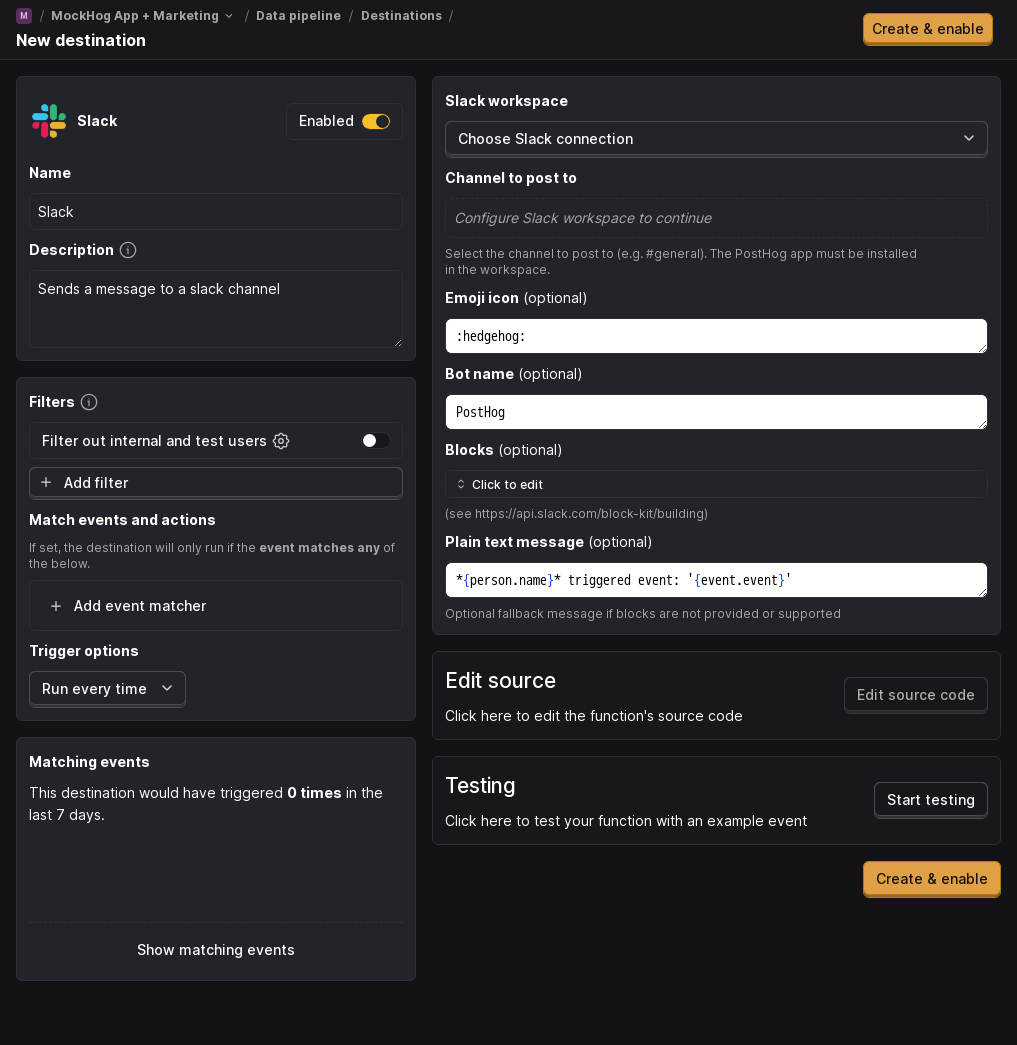 M / MockHog App + Marketing / Data pipeline / Destinations /
New destination
Create & enable
Slack
Enabled
Name
Slack
Description
Sends a message to a slack channel
Filters
Filter out internal and test users
Add filter
Match events and actions
If set, the destination will only run if the event matches any of
the below.
Add event matcher
Trigger options
Run every time
Matching events
This destination would have triggered 0 times in the
last 7 days.
Show matching events
Slack workspace
Choose Slack connection
Channel to post to
Configure Slack workspace to continue
Select the channel to post to (e.g. #general). The PostHog app must be installed
in the workspace.
Emoji icon (optional)
:hedgehog:
Bot name (optional)
PostHog
Blocks (optional)
Click to edit
(see https://api.slack.com/block-kit/building)
Plain text message (optional)
*{person.name}* triggered event: '{event.event}'
Optional fallback message if blocks are not provided or supported
Edit source
Click here to edit the function's source code
Edit source code
Testing
Click here to test your function with an example event
Start testing
Create & enable